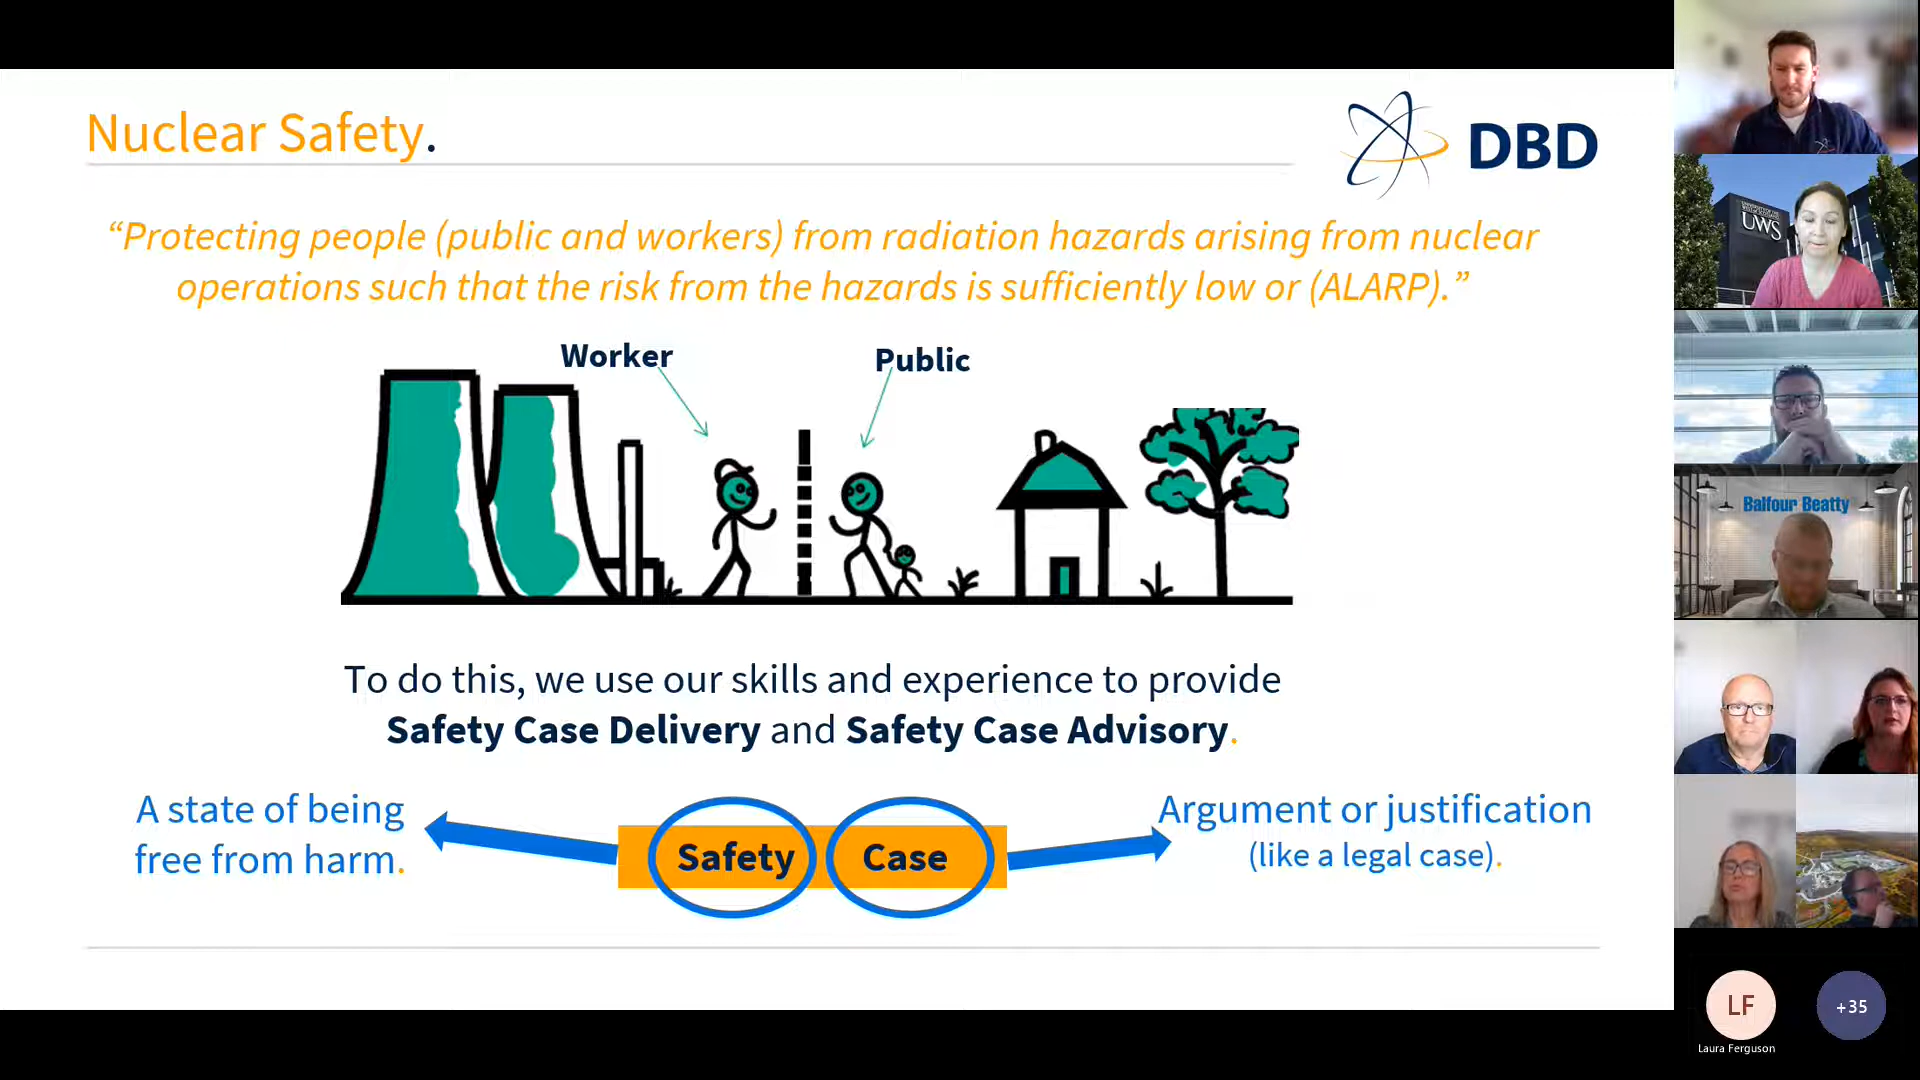 Nuclear Safety.
DBD
“Protecting people (public and workers) from radiation hazards arising from nuclear
operations such that the risk from the hazards is sufficiently low or (ALARP).”
Worker
Public
To do this, we use our skills and experience to provide
Safety Case Delivery and Safety Case Advisory.
A state of being
free from harm.
Safety Case
Argument or justification
(like a legal case).
UWS
Balfour Beatty
LF
+35
Laura Ferguson